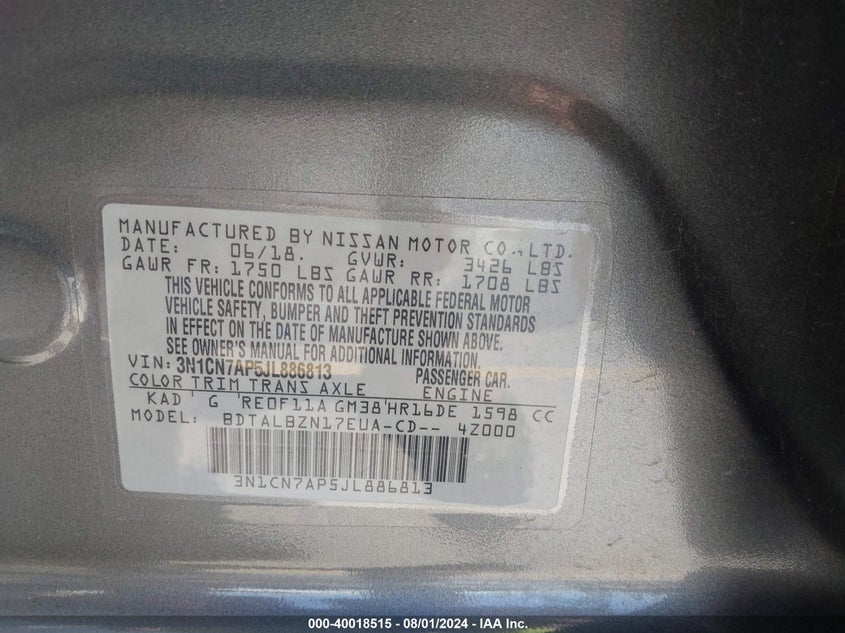 MANUFACTURED BY NISSAN MOTOR CO., LTD.
DATE: 06/18. GVWR: 3426 LBS
GAWR FR: 1750 LBS GAWR RR: 1708 LBS
THIS VEHICLE CONFORMS TO ALL APPLICABLE FEDERAL MOTOR
VEHICLE SAFETY, BUMPER AND THEFT PREVENTION STANDARDS
IN EFFECT ON THE DATE OF MANUFACTURE SHOWN ABOVE.
SEE OWNER'S MANUAL FOR ADDITIONAL INFORMATION.
VIN: 3N1CN7AP5JL886813 PASSENGER CAR.
COLOR TRIM TRANS AXLE ENGINE
KAD G RE0F11A GM38 HR16DE 1598 CC
MODEL: BDTALBZN17EUA-CD-- 4Z000
3N1CN7AP5JL886813
000-40018515 - 08/01/2024 - IAA Inc.